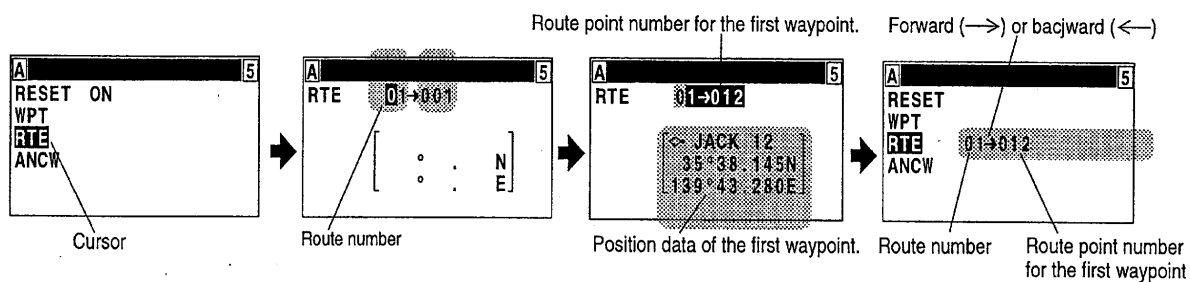 Route point number for the first waypoint.
Forward (—>) or bacjward (<—)
A 5
RESET ON
WPT
RTE
ANCW
Cursor
A 5
RTE 01→001
° . N
° . E
Route number
A 5
RTE 01→012
<- JACK 12
35°38.145N
139°43.280E
Position data of the first waypoint.
A 5
RESET
WPT
RTE 01→012
ANCW
Route number
Route point number
for the first waypoint